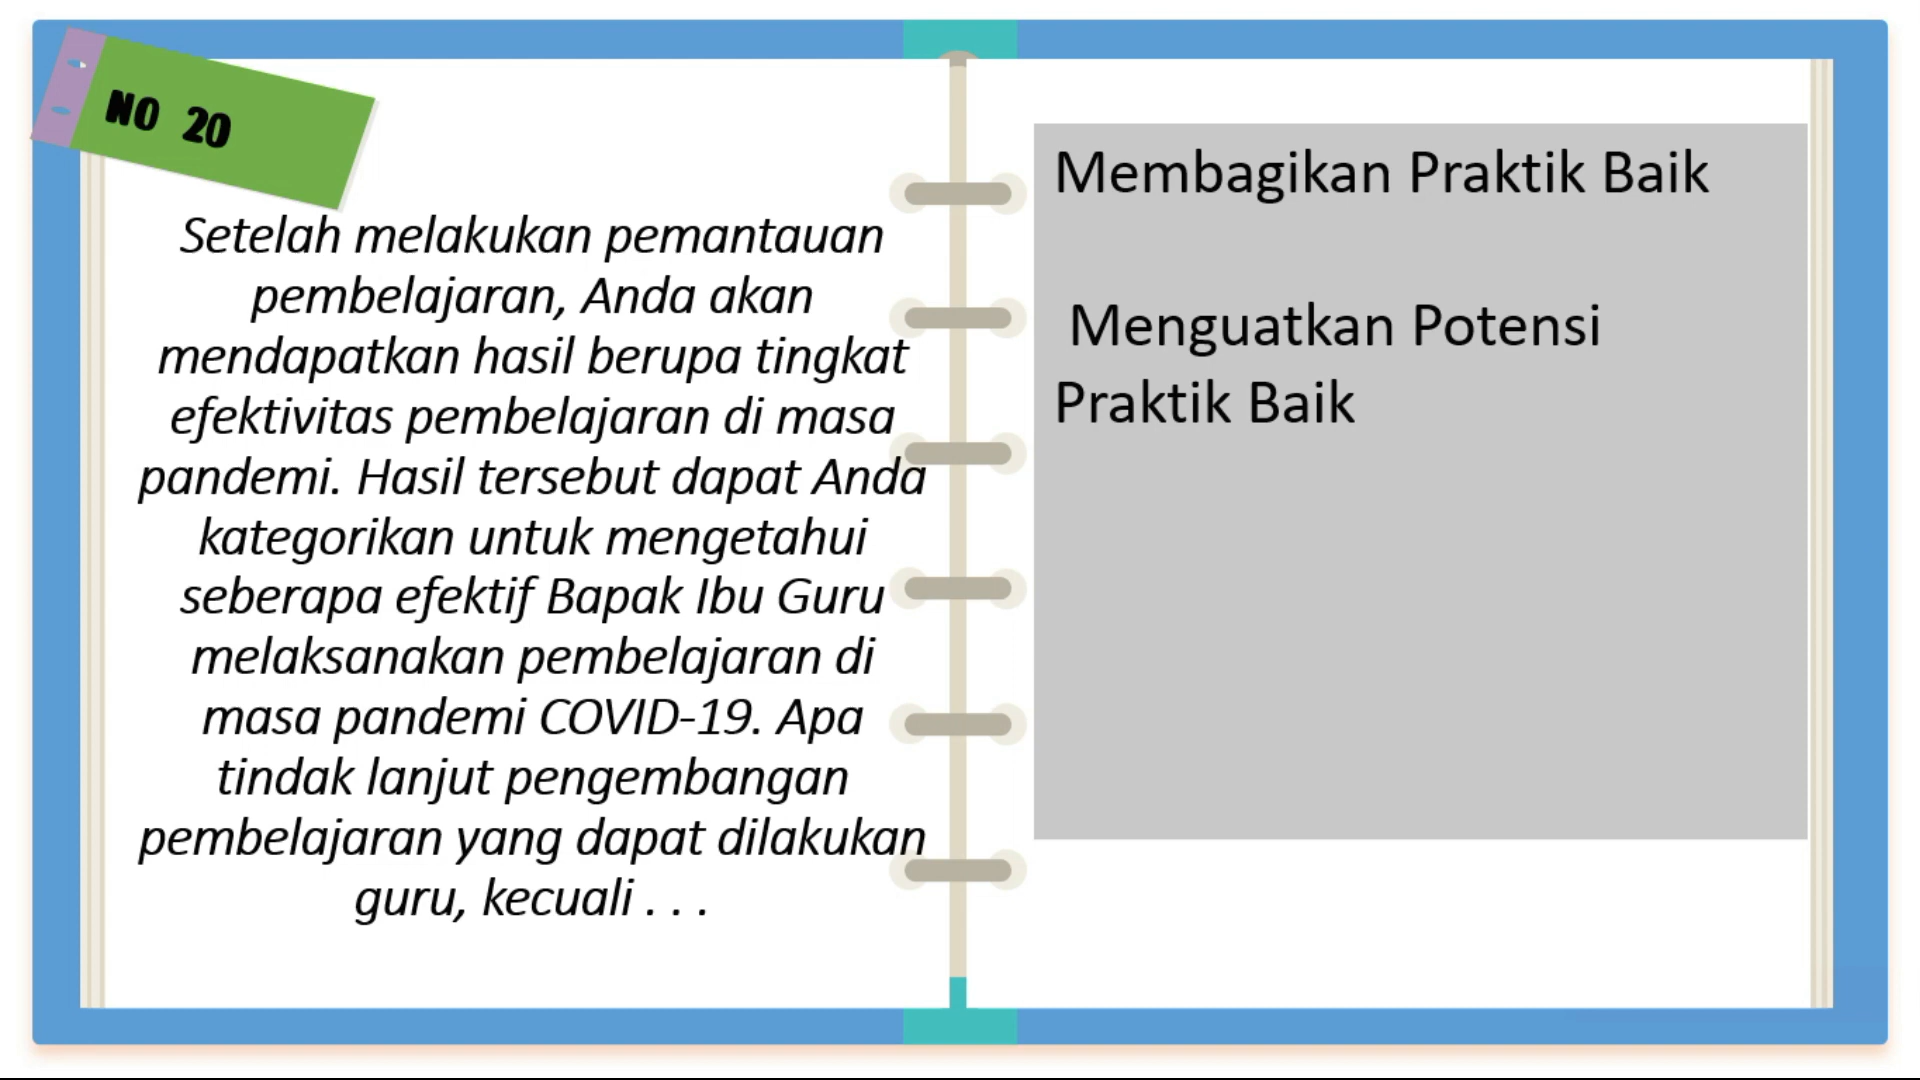 NO 20
Setelah melakukan pemantauan
pembelajaran, Anda akan
mendapatkan hasil berupa tingkat
efektivitas pembelajaran di masa
pandemi. Hasil tersebut dapat Anda
kategorikan untuk mengetahui
seberapa efektif Bapak Ibu Guru
melaksanakan pembelajaran di
masa pandemi COVID-19. Apa
tindak lanjut pengembangan
pembelajaran yang dapat dilakukan
guru, kecuali . . .
Membagikan Praktik Baik
Menguatkan Potensi
Praktik Baik